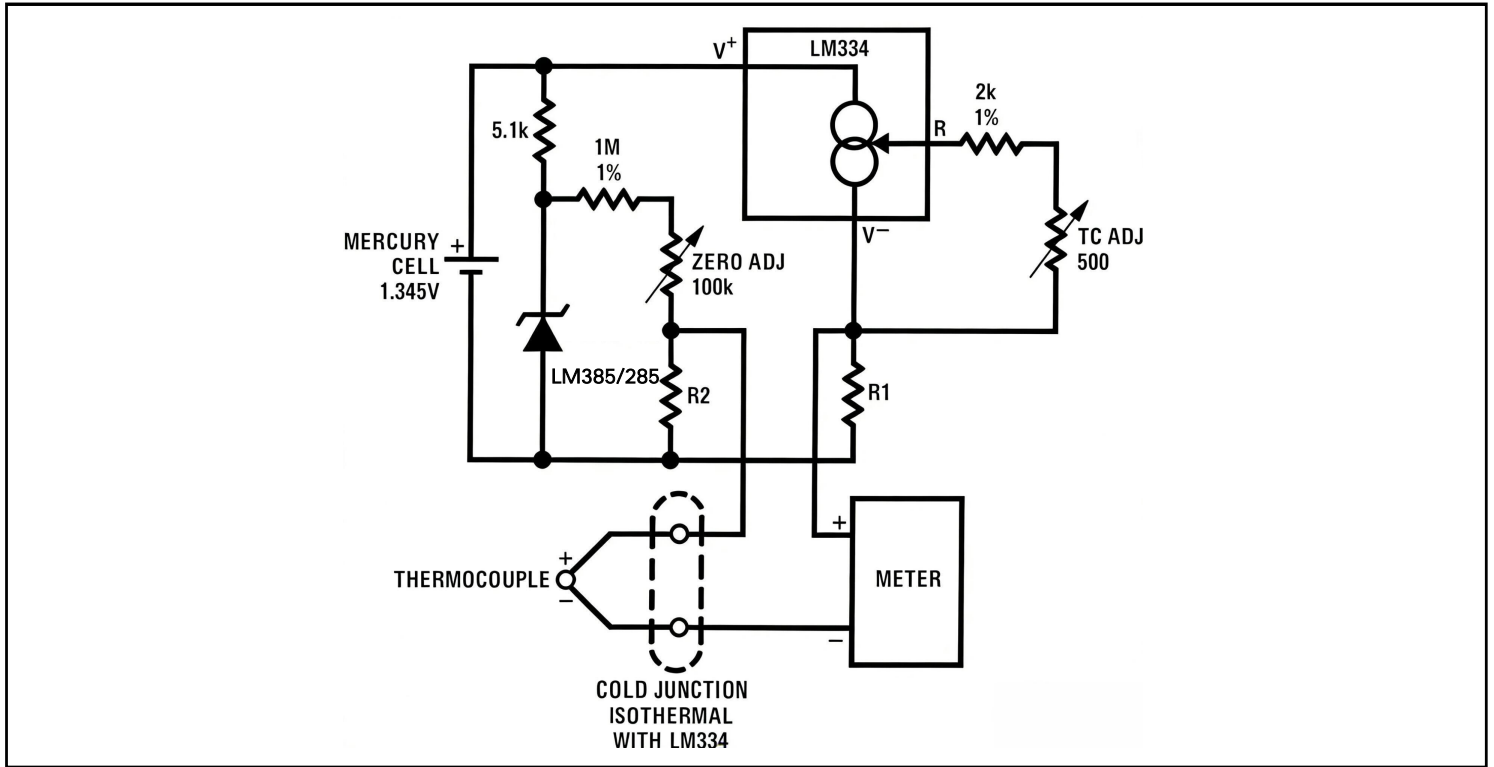 V+
LM334
5.1k
1M
1%
2k
1%
R
MERCURY
CELL
1.345V
+
ZERO ADJ
100k
V−
TC ADJ
500
LM385/285
R2
R1
THERMOCOUPLE
+
−
+
−
METER
COLD JUNCTION
ISOTHERMAL
WITH LM334